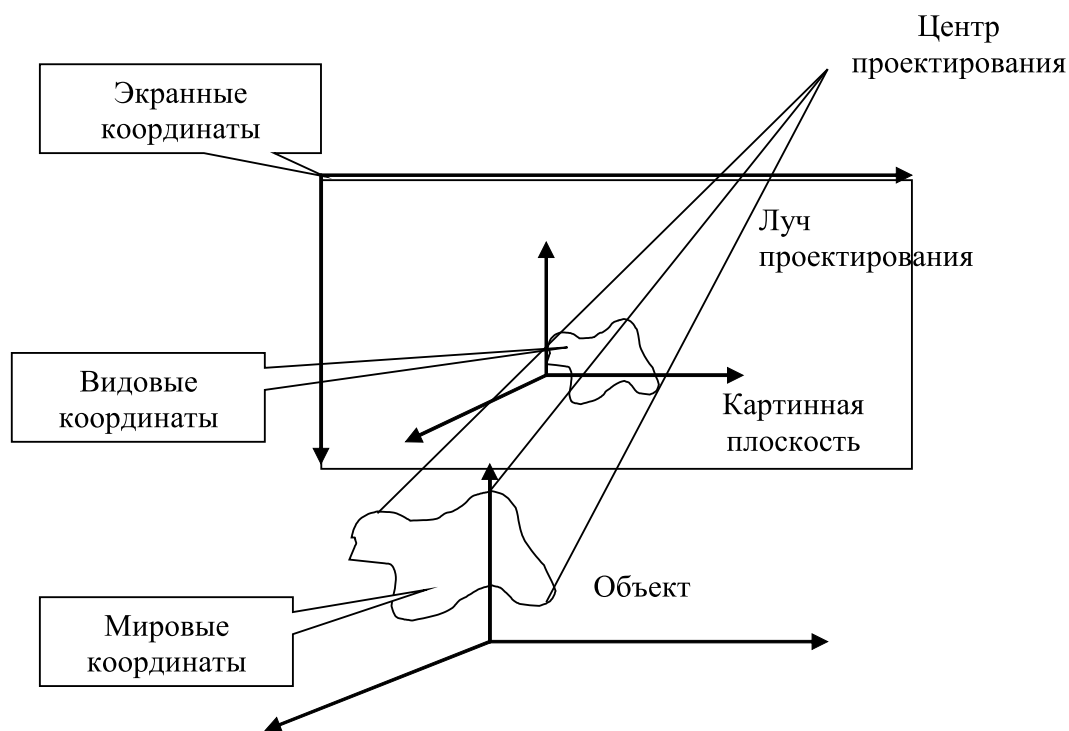 Центр
проектирования
Экранные
координаты
Луч
проектирования
Видовые
координаты
Картинная
плоскость
Объект
Мировые
координаты